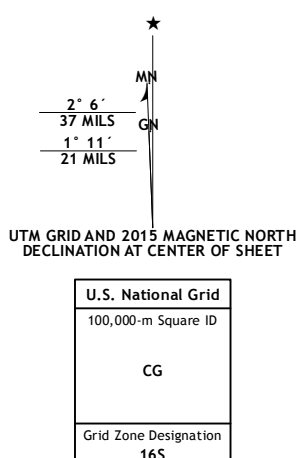 ★
MN
2° 6´
37 MILS
GN
1° 11´
21 MILS
UTM GRID AND 2015 MAGNETIC NORTH
DECLINATION AT CENTER OF SHEET
U.S. National Grid
100,000-m Square ID
CG
Grid Zone Designation
16S